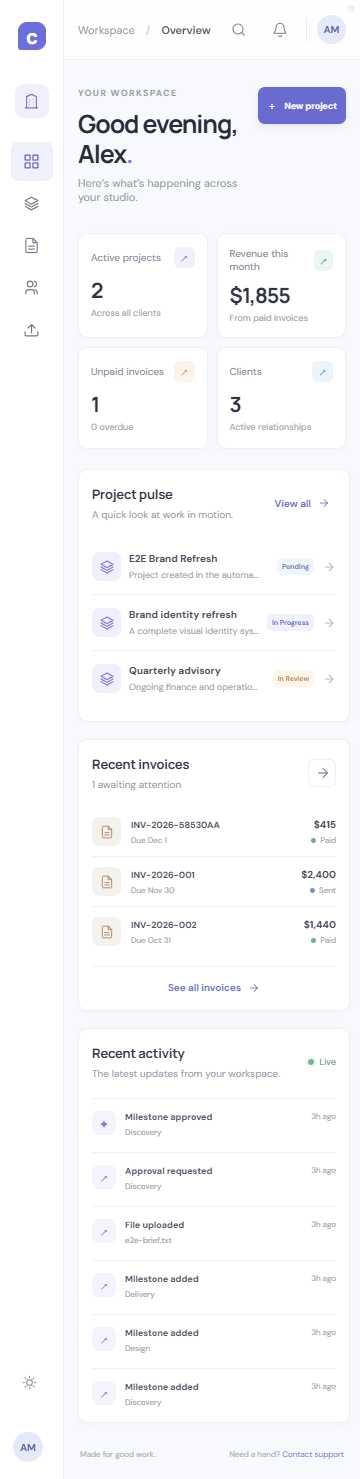 C
Workspace / Overview
AM
YOUR WORKSPACE
Good evening,
Alex.
Here's what's happening across
your studio.
+ New project
Active projects
2
Across all clients
Revenue this
month
$1,855
From paid invoices
Unpaid invoices
1
0 overdue
Clients
3
Active relationships
Project pulse
A quick look at work in motion.
View all
E2E Brand Refresh
Project created in the automa...
Pending
Brand identity refresh
A complete visual identity sys...
In Progress
Quarterly advisory
Ongoing finance and operatio...
In Review
Recent invoices
1 awaiting attention
INV-2026-58530AA
$415
Due Dec 1
Paid
INV-2026-001
$2,400
Due Nov 30
Sent
INV-2026-002
$1,440
Due Oct 31
Paid
See all invoices
Recent activity
The latest updates from your workspace.
Live
Milestone approved
3h ago
Discovery
Approval requested
3h ago
Discovery
File uploaded
3h ago
e2e-brief.txt
Milestone added
3h ago
Delivery
Milestone added
3h ago
Design
Milestone added
3h ago
Discovery
AM
Made for good work.
Need a hand? Contact support